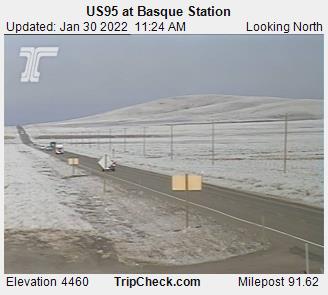 US95 at Basque Station
Updated: Jan 30 2022 11:24 AM Looking North
Elevation 4460 TripCheck.com Milepost 91.62